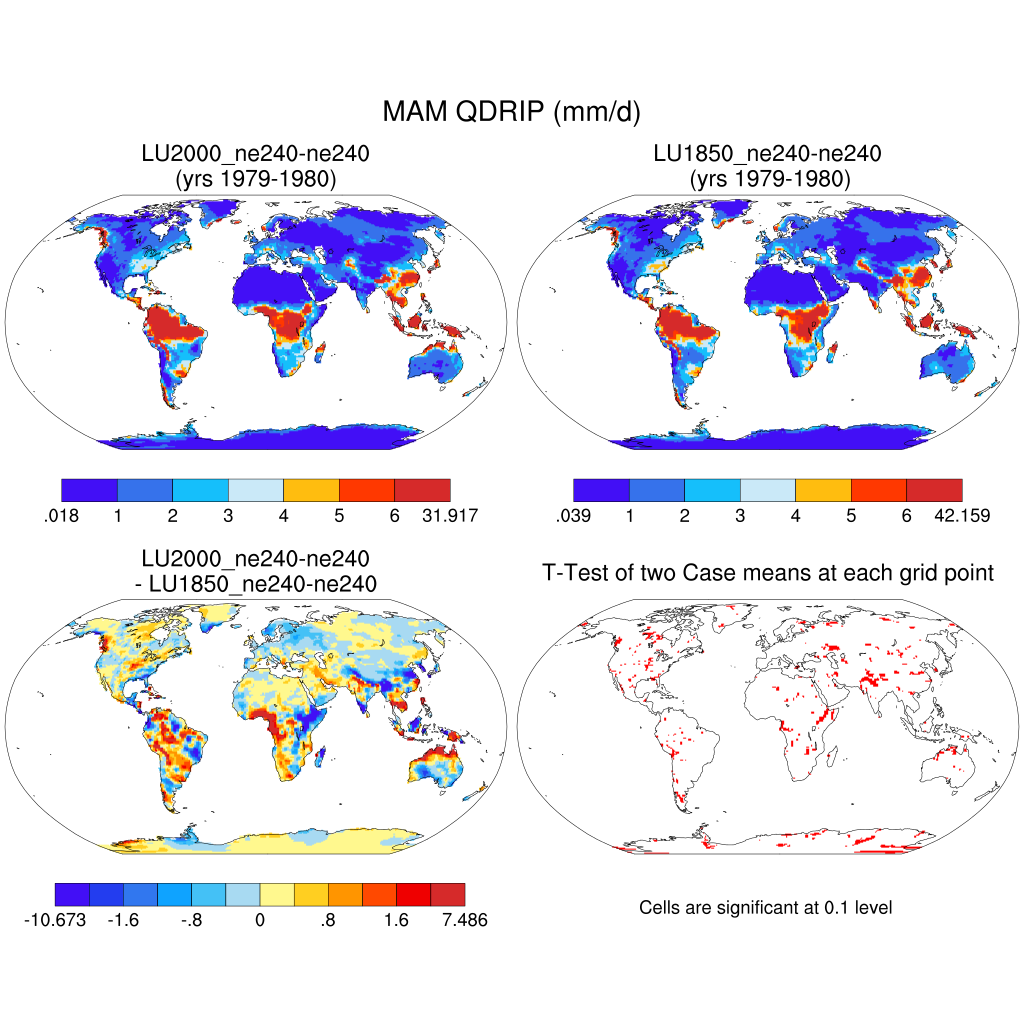 MAM QDRIP (mm/d)
LU2000_ne240-ne240
(yrs 1979-1980)
LU1850_ne240-ne240
(yrs 1979-1980)
.018 1 2 3 4 5 6 31.917
.039 1 2 3 4 5 6 42.159
LU2000_ne240-ne240
- LU1850_ne240-ne240
T-Test of two Case means at each grid point
-10.673 -1.6 -.8 0 .8 1.6 7.486
Cells are significant at 0.1 level